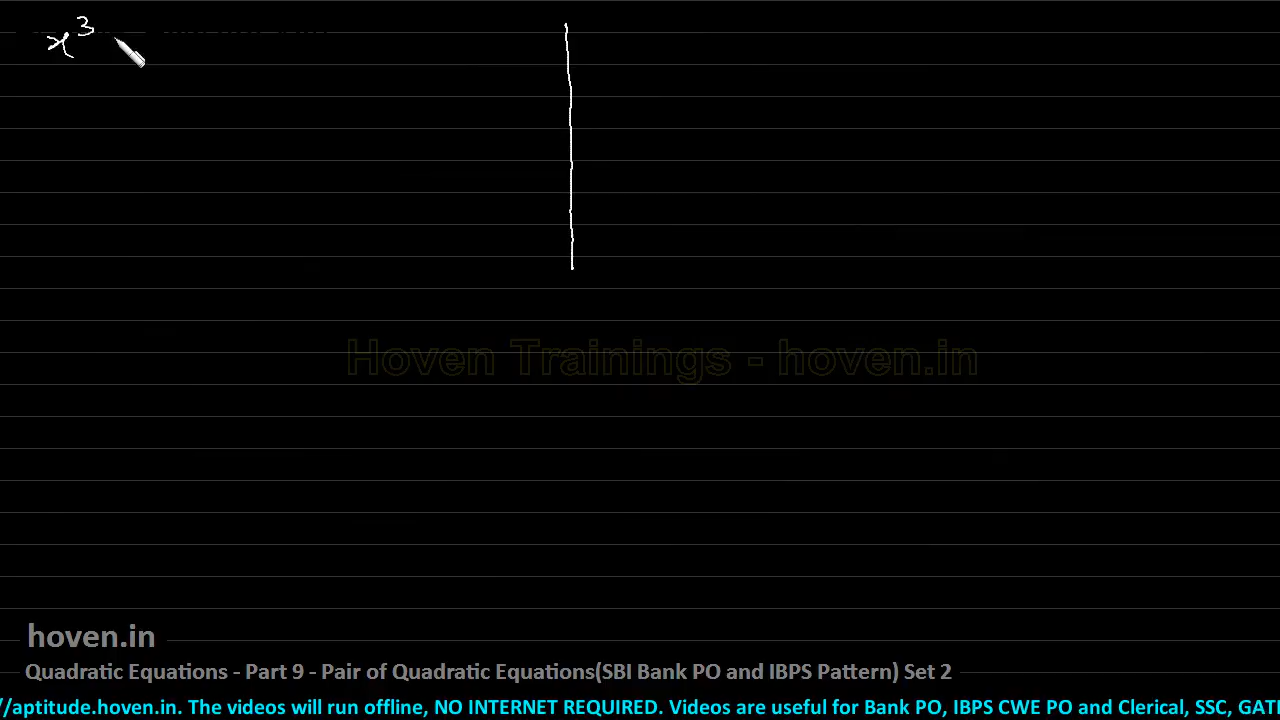 x³
Hoven Trainings - hoven.in
hoven.in
Quadratic Equations - Part 9 - Pair of Quadratic Equations(SBI Bank PO and IBPS Pattern) Set 2
//aptitude.hoven.in. The videos will run offline, NO INTERNET REQUIRED. Videos are useful for Bank PO, IBPS CWE PO and Clerical, SSC, GAT